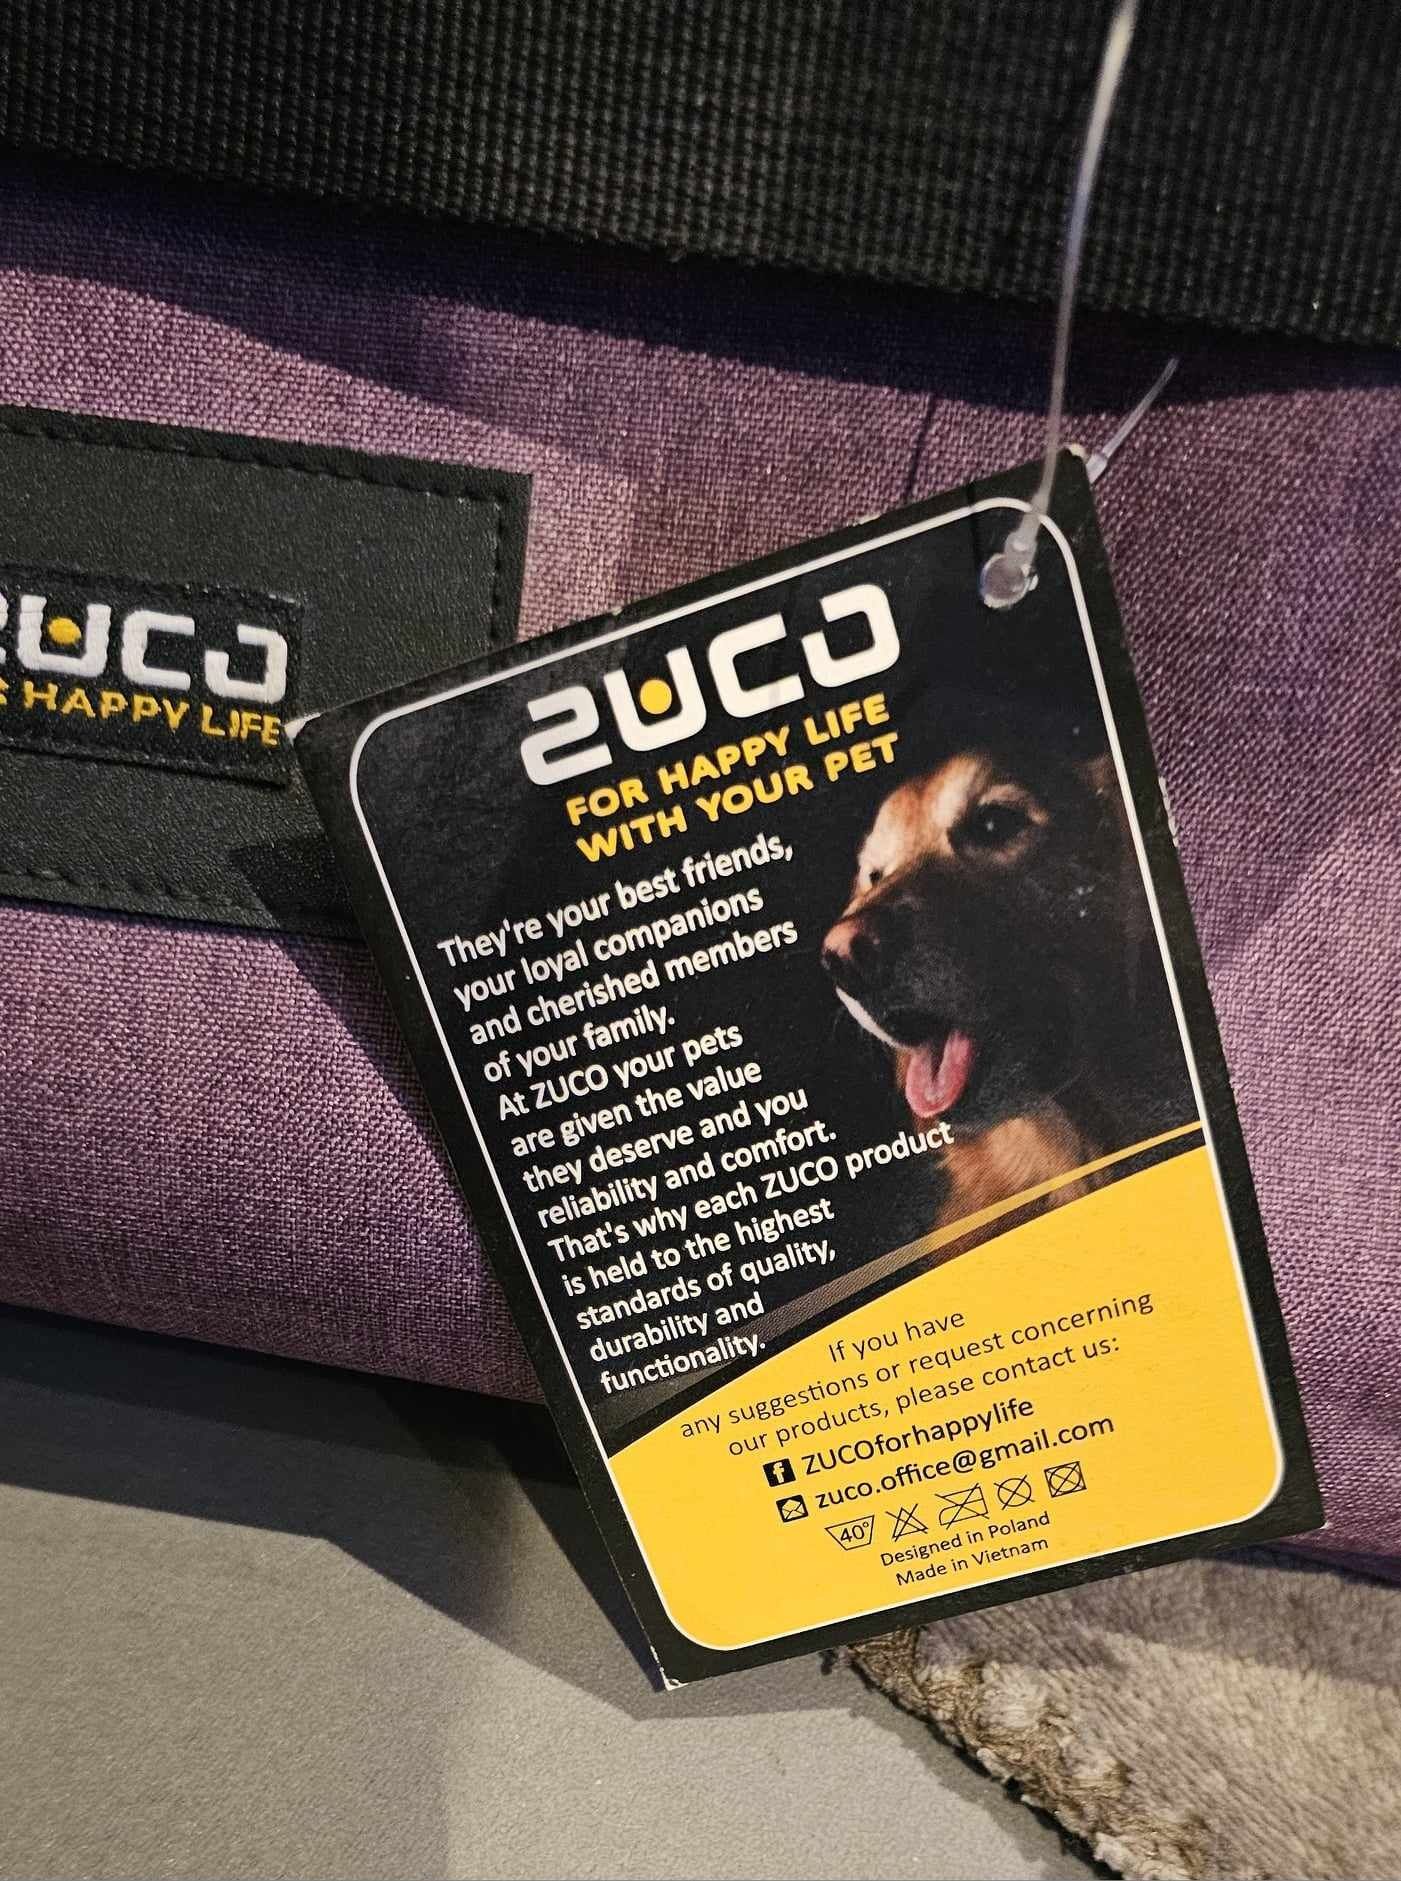 ZUCO
HAPPY LIFE
ZUCO
FOR HAPPY LIFE
WITH YOUR PET
They're your best friends,
your loyal companions
and cherished members
of your family.
At ZUCO your pets
are given the value
they deserve and you
reliability and comfort.
That's why each ZUCO product
is held to the highest
standards of quality,
durability and
functionality.
If you have
any suggestions or request concerning
our products, please contact us:
ZUCOforhappylife
zuco.office@gmail.com
40°
Designed in Poland
Made in Vietnam